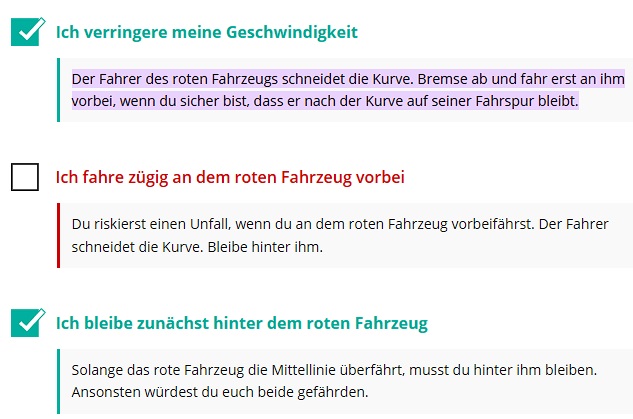 Ich verringere meine Geschwindigkeit
Der Fahrer des roten Fahrzeugs schneidet die Kurve. Bremse ab und fahr erst an ihm
vorbei, wenn du sicher bist, dass er nach der Kurve auf seiner Fahrspur bleibt.
Ich fahre zügig an dem roten Fahrzeug vorbei
Du riskierst einen Unfall, wenn du an dem roten Fahrzeug vorbeifährst. Der Fahrer
schneidet die Kurve. Bleibe hinter ihm.
Ich bleibe zunächst hinter dem roten Fahrzeug
Solange das rote Fahrzeug die Mittellinie überfährt, musst du hinter ihm bleiben.
Ansonsten würdest du euch beide gefährden.